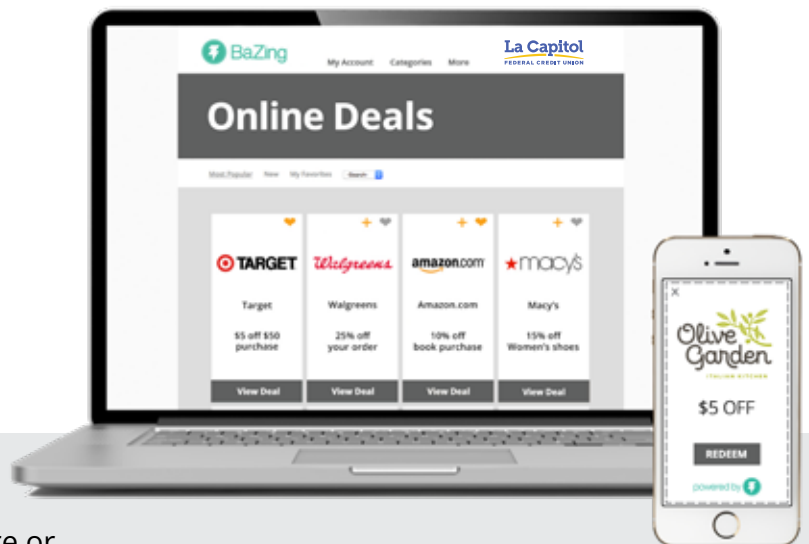 BaZing
My Account Categories More
La Capitol
FEDERAL CREDIT UNION
Online Deals
Most Popular New My Favorites Search
TARGET Walgreens amazon.com macy's
Target Walgreens Amazon.com Macy's
$5 off $50 25% off 10% off 15% off
purchase your order book purchase Women's shoes
View Deal View Deal View Deal View Deal
X
Olive
Garden
ITALIAN KITCHEN
$5 OFF
REDEEM
powered by